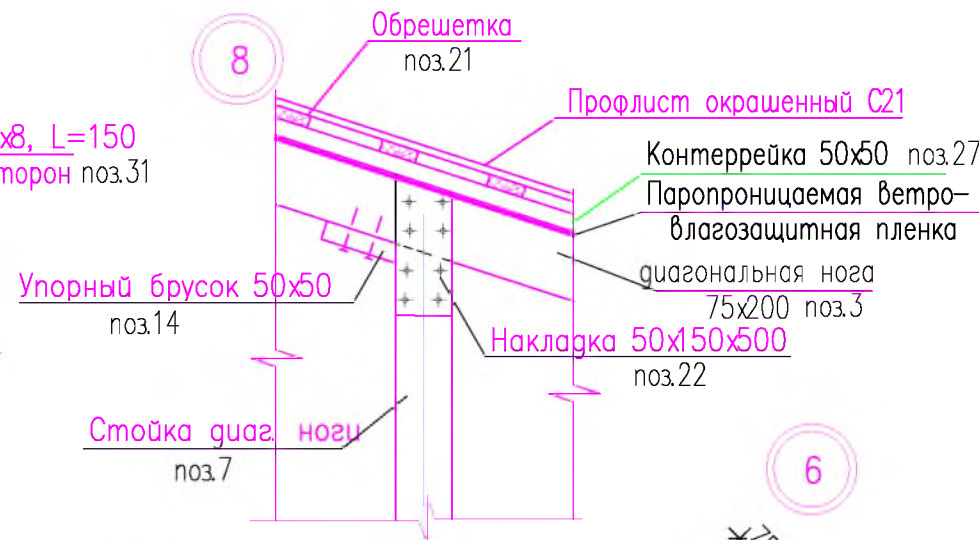 8
Обрешетка
поз.21
Профлист окрашенный С21
х8, L=150
торон поз.31
Контеррейка 50х50 поз.27
Паропроницаемая ветро-
влагозащитная пленка
диагональная нога
75х200 поз.3
Упорный брусок 50х50
поз.14
Накладка 50х150х500
поз.22
Стойка диаг. ноги
поз.7
6